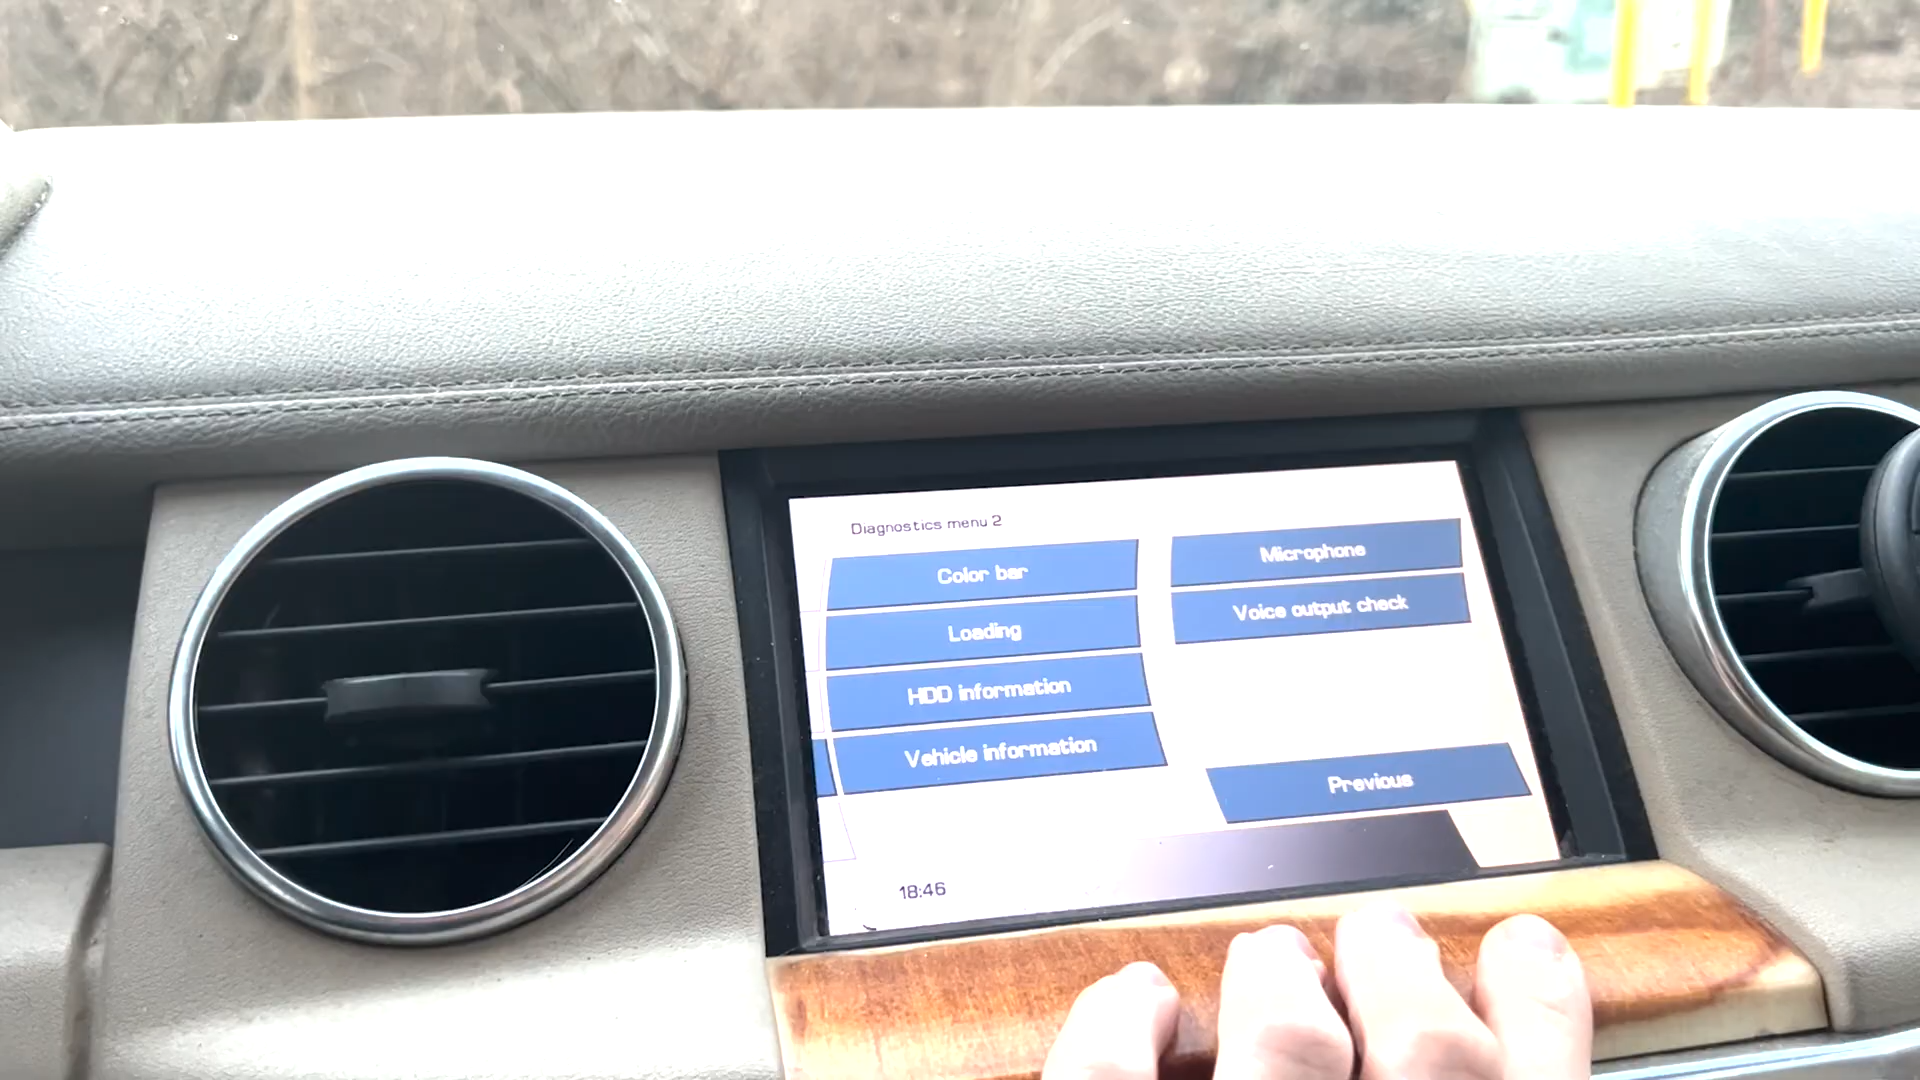 Diagnostics menu 2
Color bar
Microphone
Loading
Voice output check
HDD information
Vehicle information
Previous
18:46